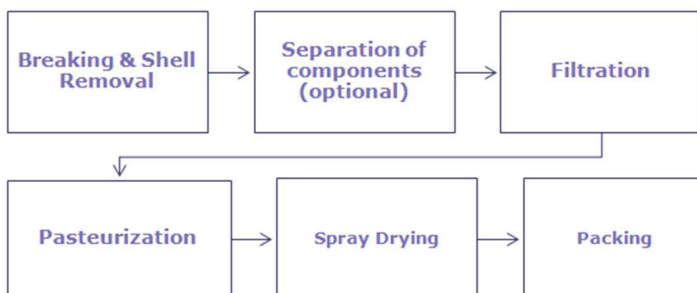 Breaking & Shell
Removal
Separation of
components
(optional)
Filtration
Pasteurization
Spray Drying
Packing